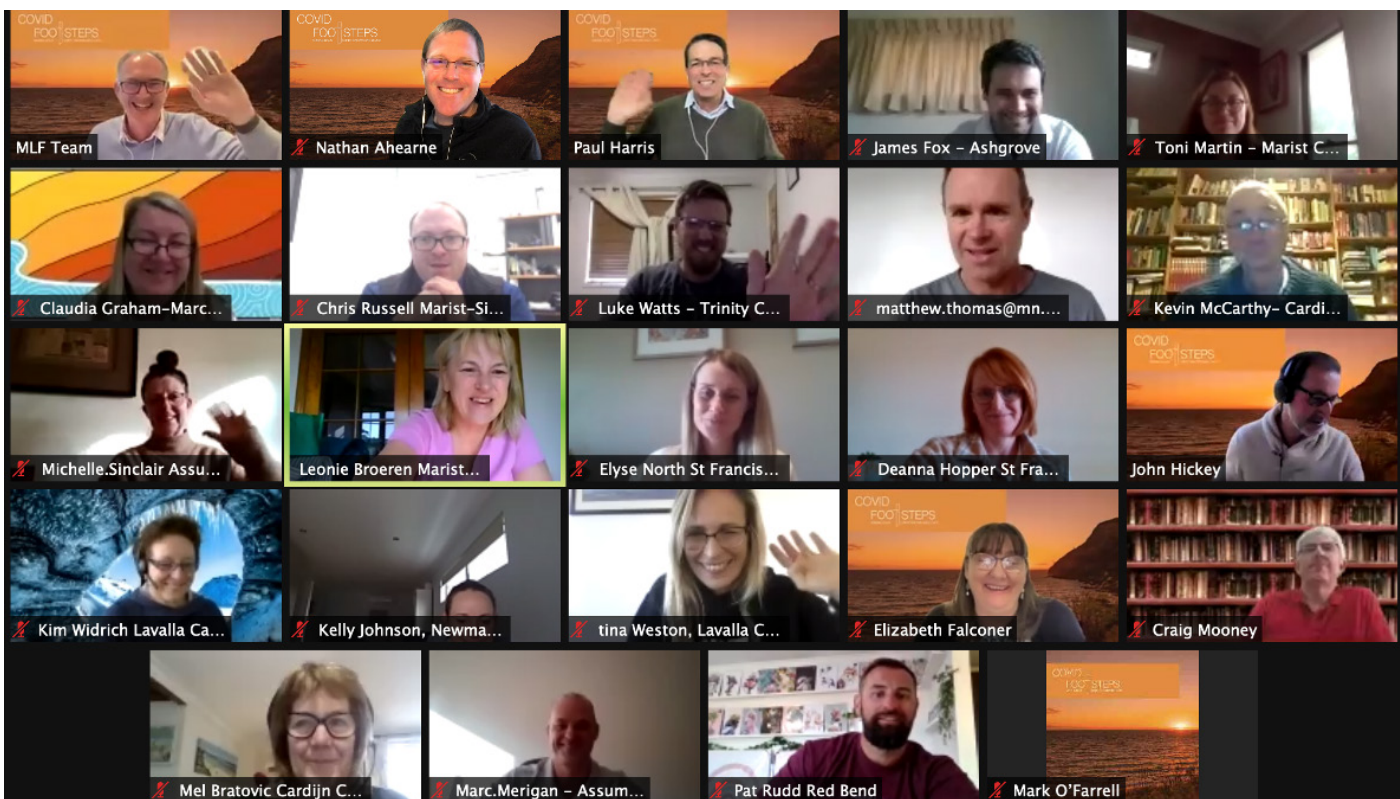 COVID
FOOTSTEPS
MLF Team
COVID
FOOTSTEPS
Nathan Ahearne
COVID
FOOTSTEPS
Paul Harris
James Fox – Ashgrove
Toni Martin – Marist C...
Claudia Graham-Marc...
Chris Russell Marist-Si...
Luke Watts – Trinity C...
matthew.thomas@mn....
Kevin McCarthy– Cardi...
Michelle.Sinclair Assu...
Leonie Broeren Marist...
Elyse North St Francis...
Deanna Hopper St Fra...
COVID
FOOTSTEPS
John Hickey
Kim Widrich Lavalla Ca...
Kelly Johnson, Newma...
tina Weston, Lavalla C...
COVID
FOOTSTEPS
Elizabeth Falconer
Craig Mooney
Mel Bratovic Cardijn C...
Marc.Merigan – Assum...
Pat Rudd Red Bend
COVID
FOOTSTEPS
Mark O'Farrell